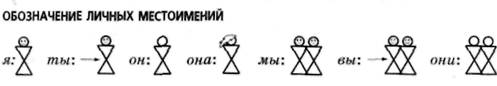 ОБОЗНАЧЕНИЕ ЛИЧНЫХ МЕСТОИМЕНИЙ
я: ты: он: она: мы: вы: они: